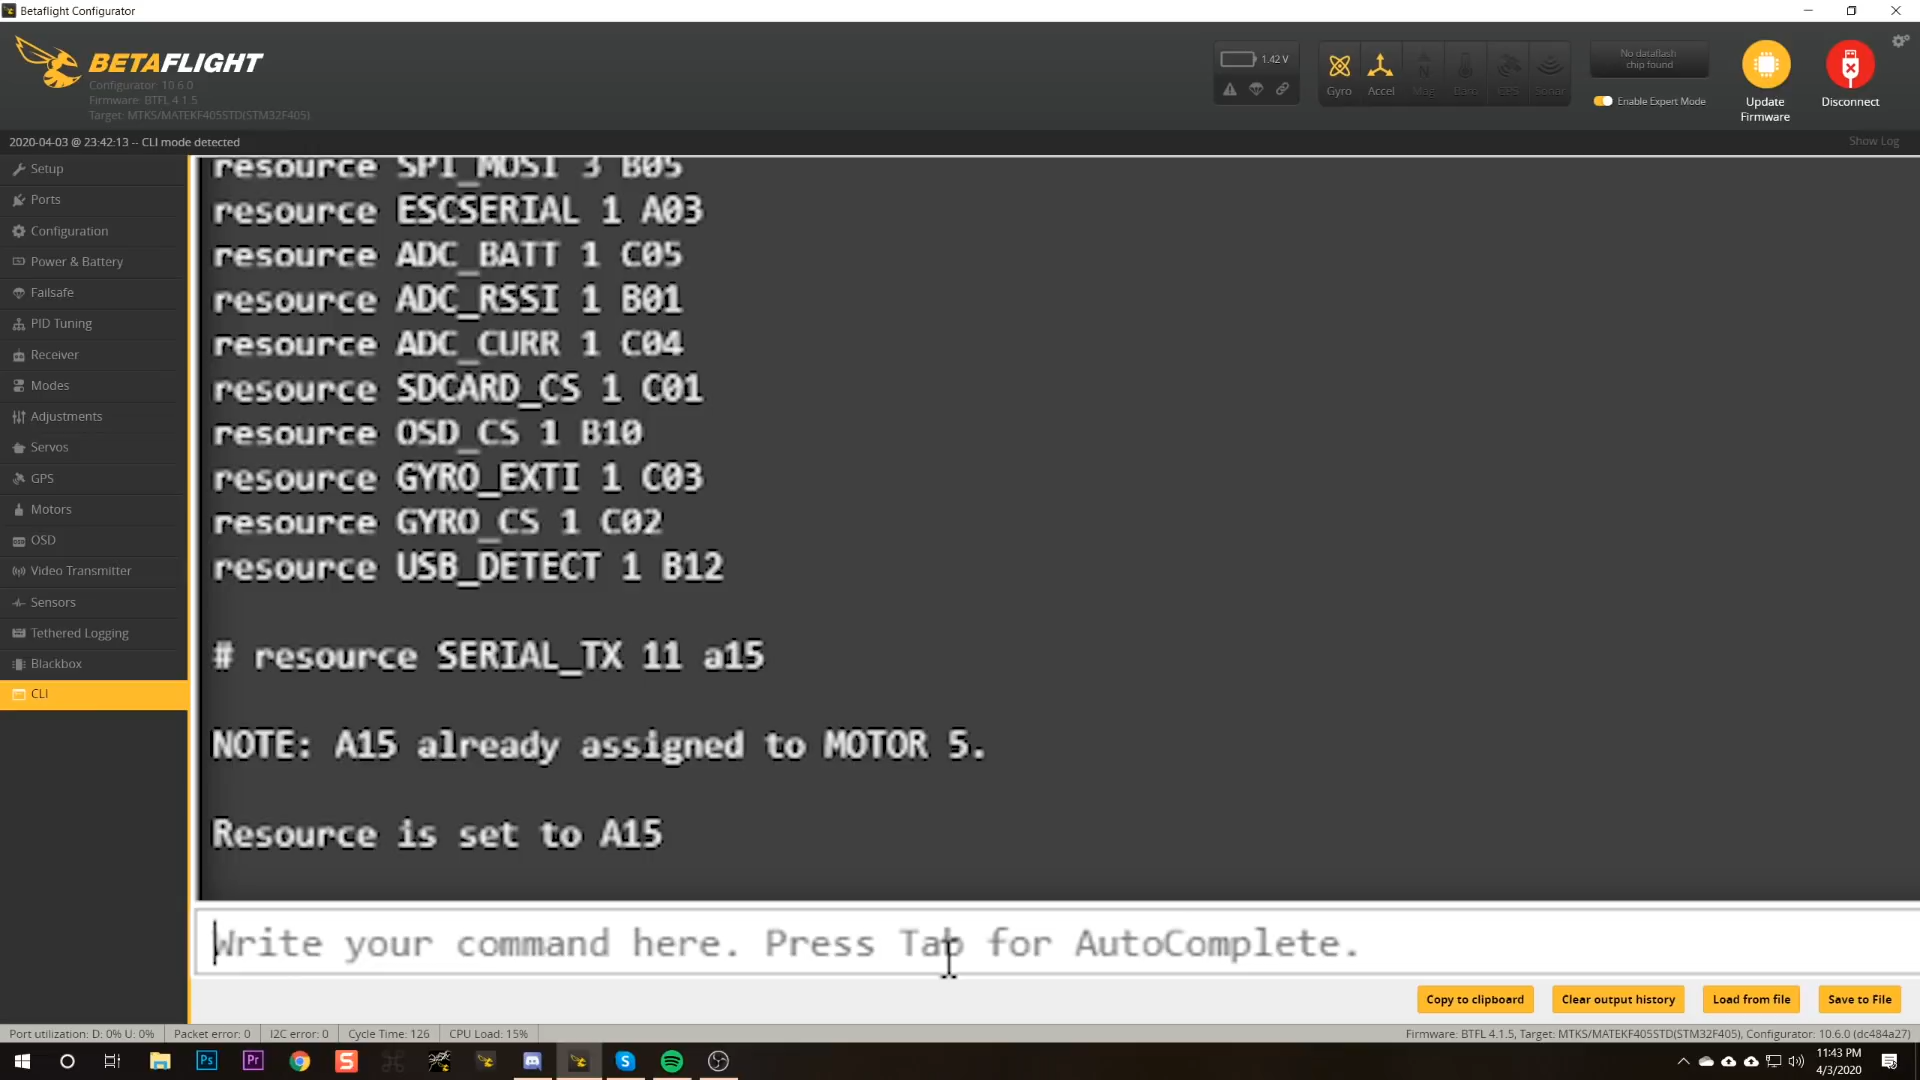 Betaflight Configurator
BETAFLIGHT
Configurator: 10.6.0
Firmware: BTFL 4.1.5
Target: MTKS/MATEKF405STD(STM32F405)
1.42 V
Gyro
Accel
Mag
Baro
GPS
Sonar
No dataflash
chip found
Enable Expert Mode
Update
Firmware
Disconnect
2020-04-03 @ 23:42:13 -- CLI mode detected
Show Log
Setup
Ports
Configuration
Power & Battery
Failsafe
PID Tuning
Receiver
Modes
Adjustments
Servos
GPS
Motors
OSD
Video Transmitter
Sensors
Tethered Logging
Blackbox
CLI
resource SPI_MOSI 3 B05
resource ESCSERIAL 1 A03
resource ADC_BATT 1 C05
resource ADC_RSSI 1 B01
resource ADC_CURR 1 C04
resource SDCARD_CS 1 C01
resource OSD_CS 1 B10
resource GYRO_EXTI 1 C03
resource GYRO_CS 1 C02
resource USB_DETECT 1 B12
# resource SERIAL_TX 11 a15
NOTE: A15 already assigned to MOTOR 5.
Resource is set to A15
Write your command here. Press Tab for AutoComplete.
Copy to clipboard
Clear output history
Load from file
Save to File
Port utilization: D: 0% U: 0%
Packet error: 0
I2C error: 0
Cycle Time: 126
CPU Load: 15%
Firmware: BTFL 4.1.5, Target: MTKS/MATEKF405STD(STM32F405), Configurator: 10.6.0 (dc484a27)
Ps
Pr
11:43 PM
4/3/2020